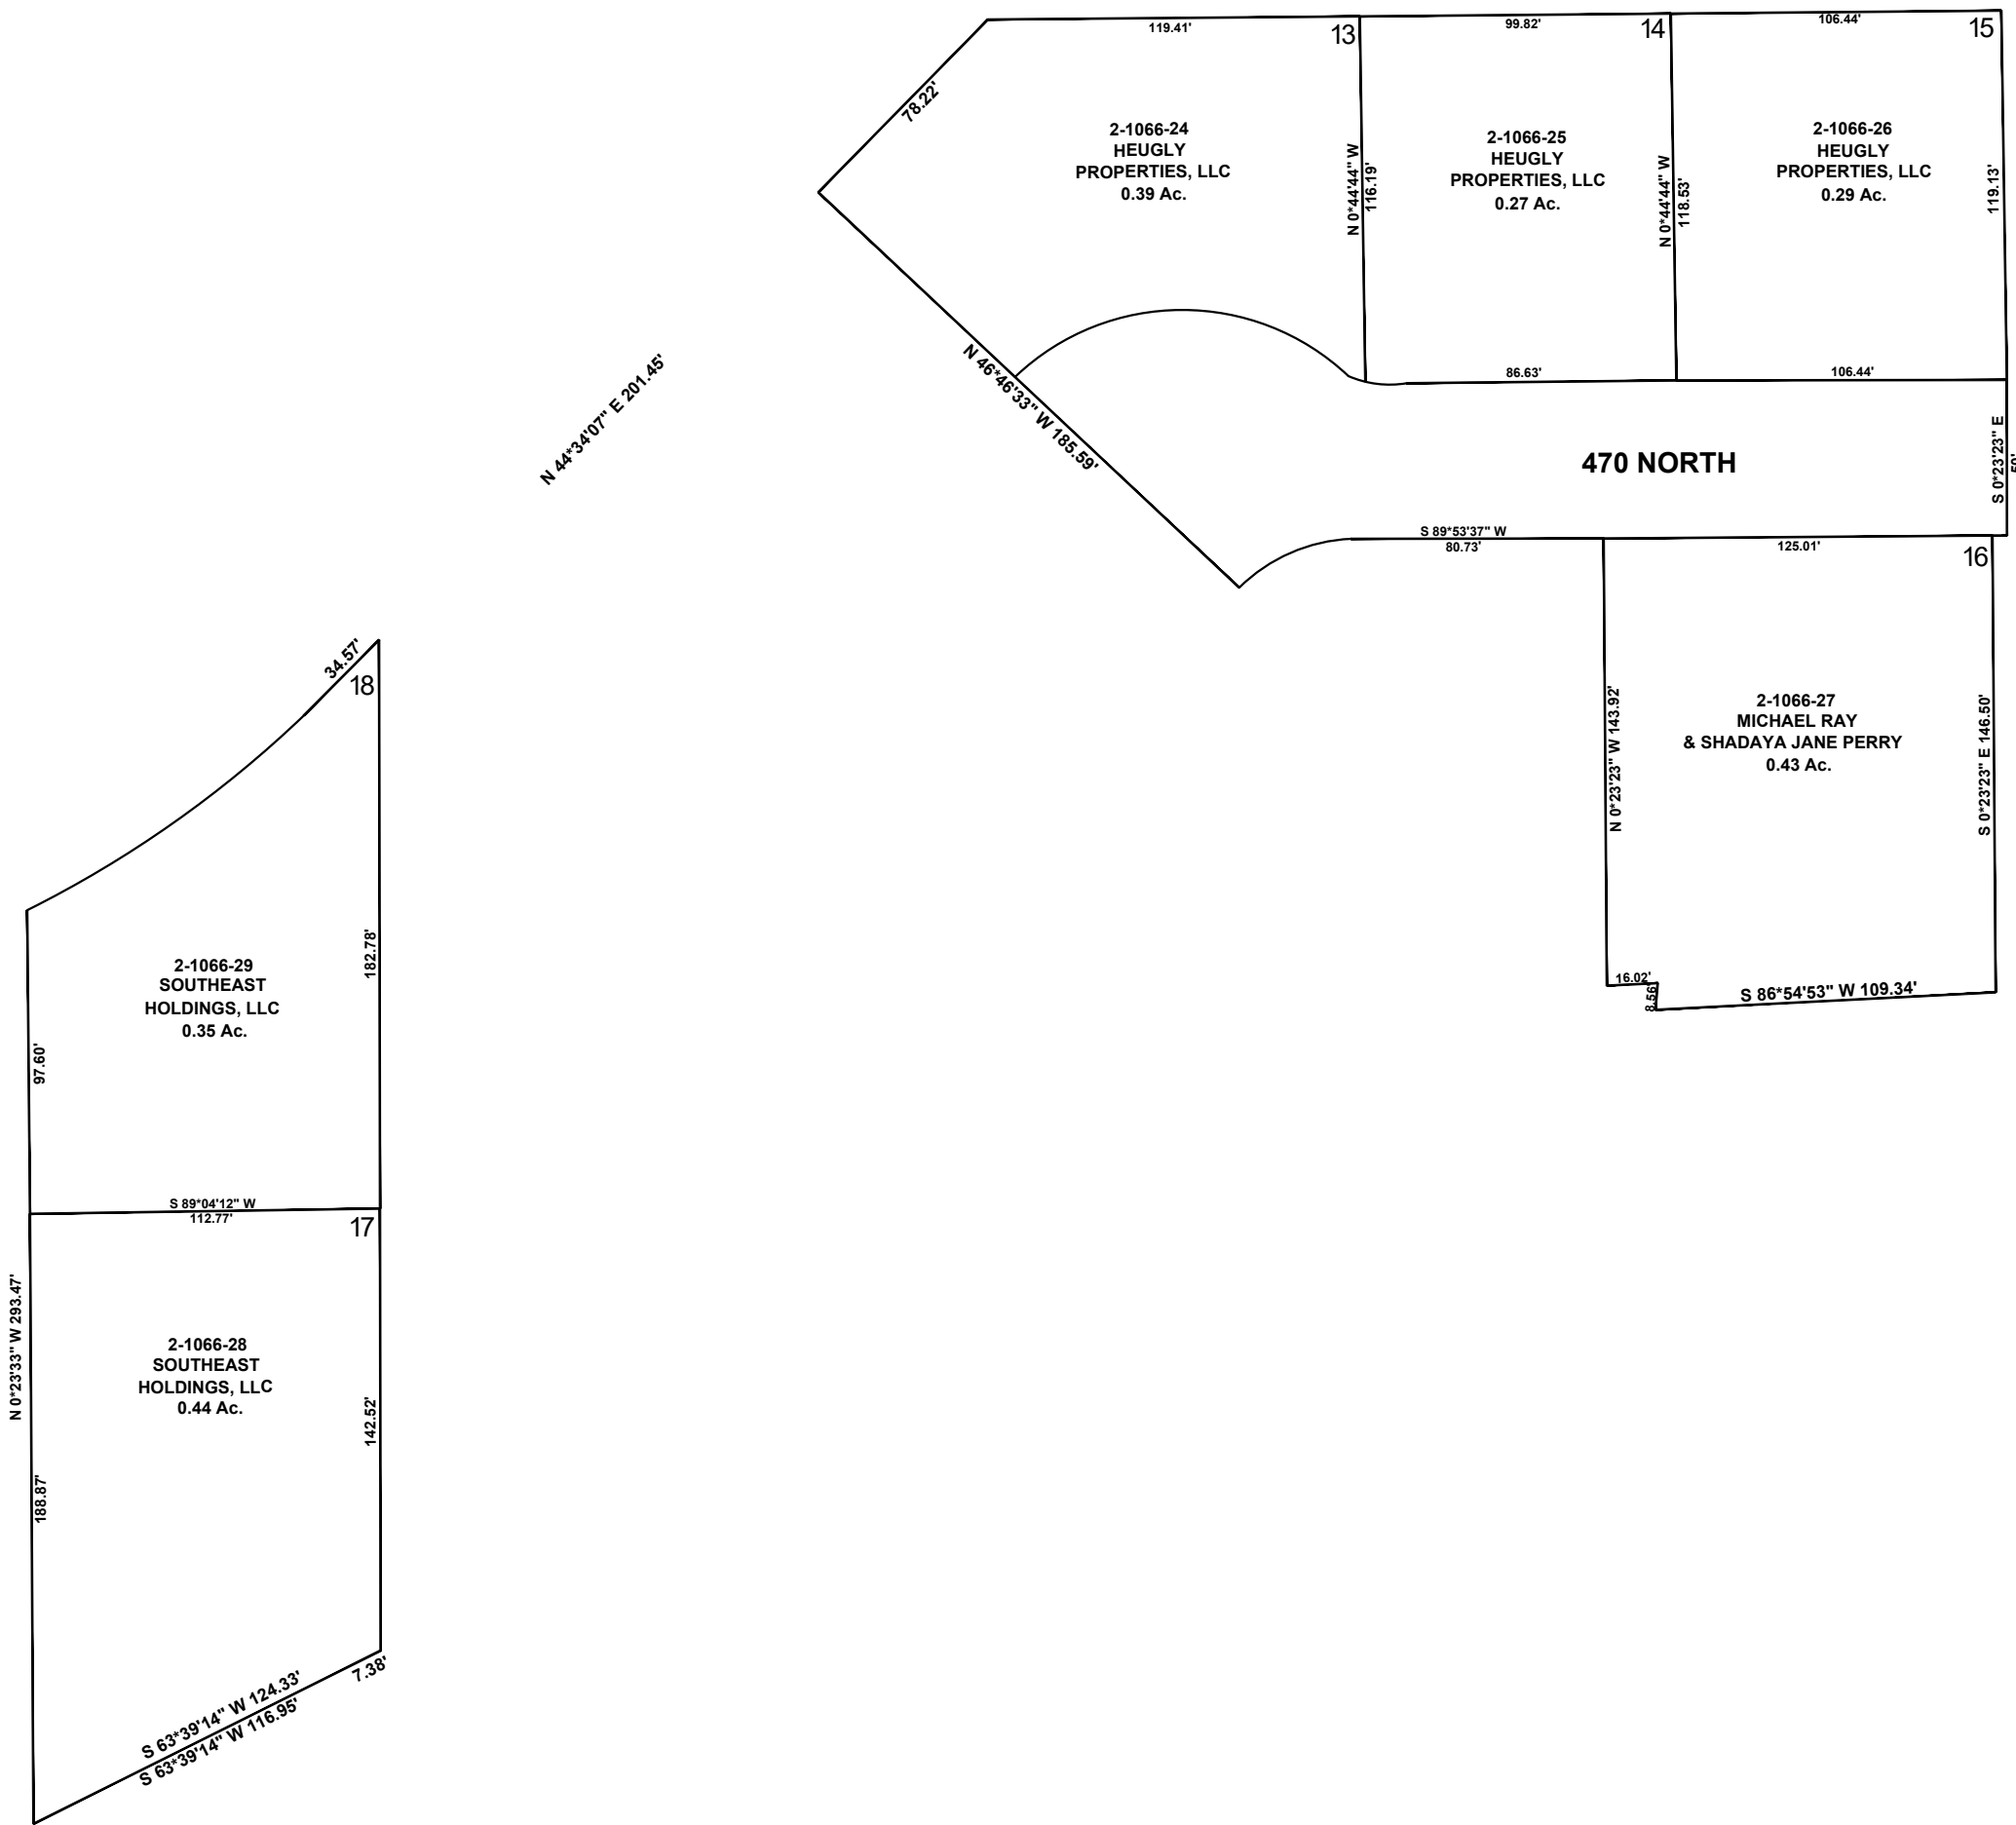 119.41'
13
99.82'
14
106.44'
15
78.22'
2-1066-24
HEUGLY
PROPERTIES, LLC
0.39 Ac.
N 0*44'44" W
116.19'
2-1066-25
HEUGLY
PROPERTIES, LLC
0.27 Ac.
N 0*44'44" W
118.53'
2-1066-26
HEUGLY
PROPERTIES, LLC
0.29 Ac.
119.13'
N 44*34'07" E 201.45'
N 46*46'33" W 185.59'
86.63'
106.44'
470 NORTH
S 0*23'23" E
S 89*53'37" W
80.73'
125.01'
16
34.57'
18
N 0*23'23" W 143.92'
2-1066-27
MICHAEL RAY
& SHADAYA JANE PERRY
0.43 Ac.
S 0*23'23" E 146.50'
16.02'
8.56'
S 86*54'53" W 109.34'
2-1066-29
SOUTHEAST
HOLDINGS, LLC
0.35 Ac.
182.78'
97.60'
S 89*04'12" W
112.77'
17
N 0*23'33" W 293.47'
2-1066-28
SOUTHEAST
HOLDINGS, LLC
0.44 Ac.
142.52'
188.87'
S 63*39'14" W 124.33'
S 63*39'14" W 116.95'
7.38'